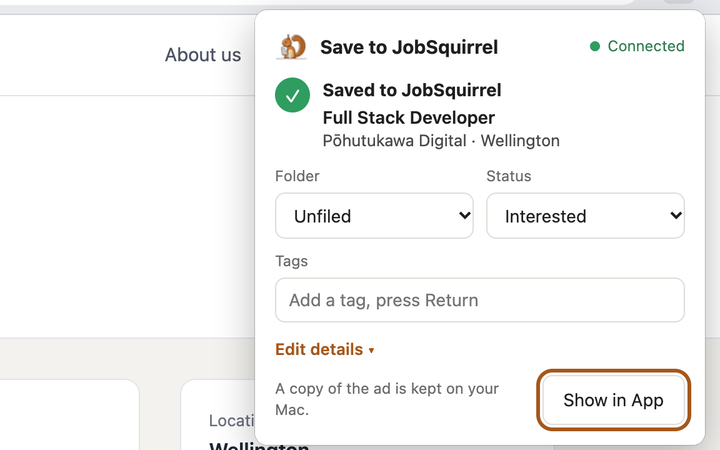 About us
Save to JobSquirrel
Connected
Saved to JobSquirrel
Full Stack Developer
Pōhutukawa Digital · Wellington
Folder
Status
Unfiled
Interested
Tags
Add a tag, press Return
Edit details ▾
A copy of the ad is kept on your
Mac.
Show in App
Locati
Wellington